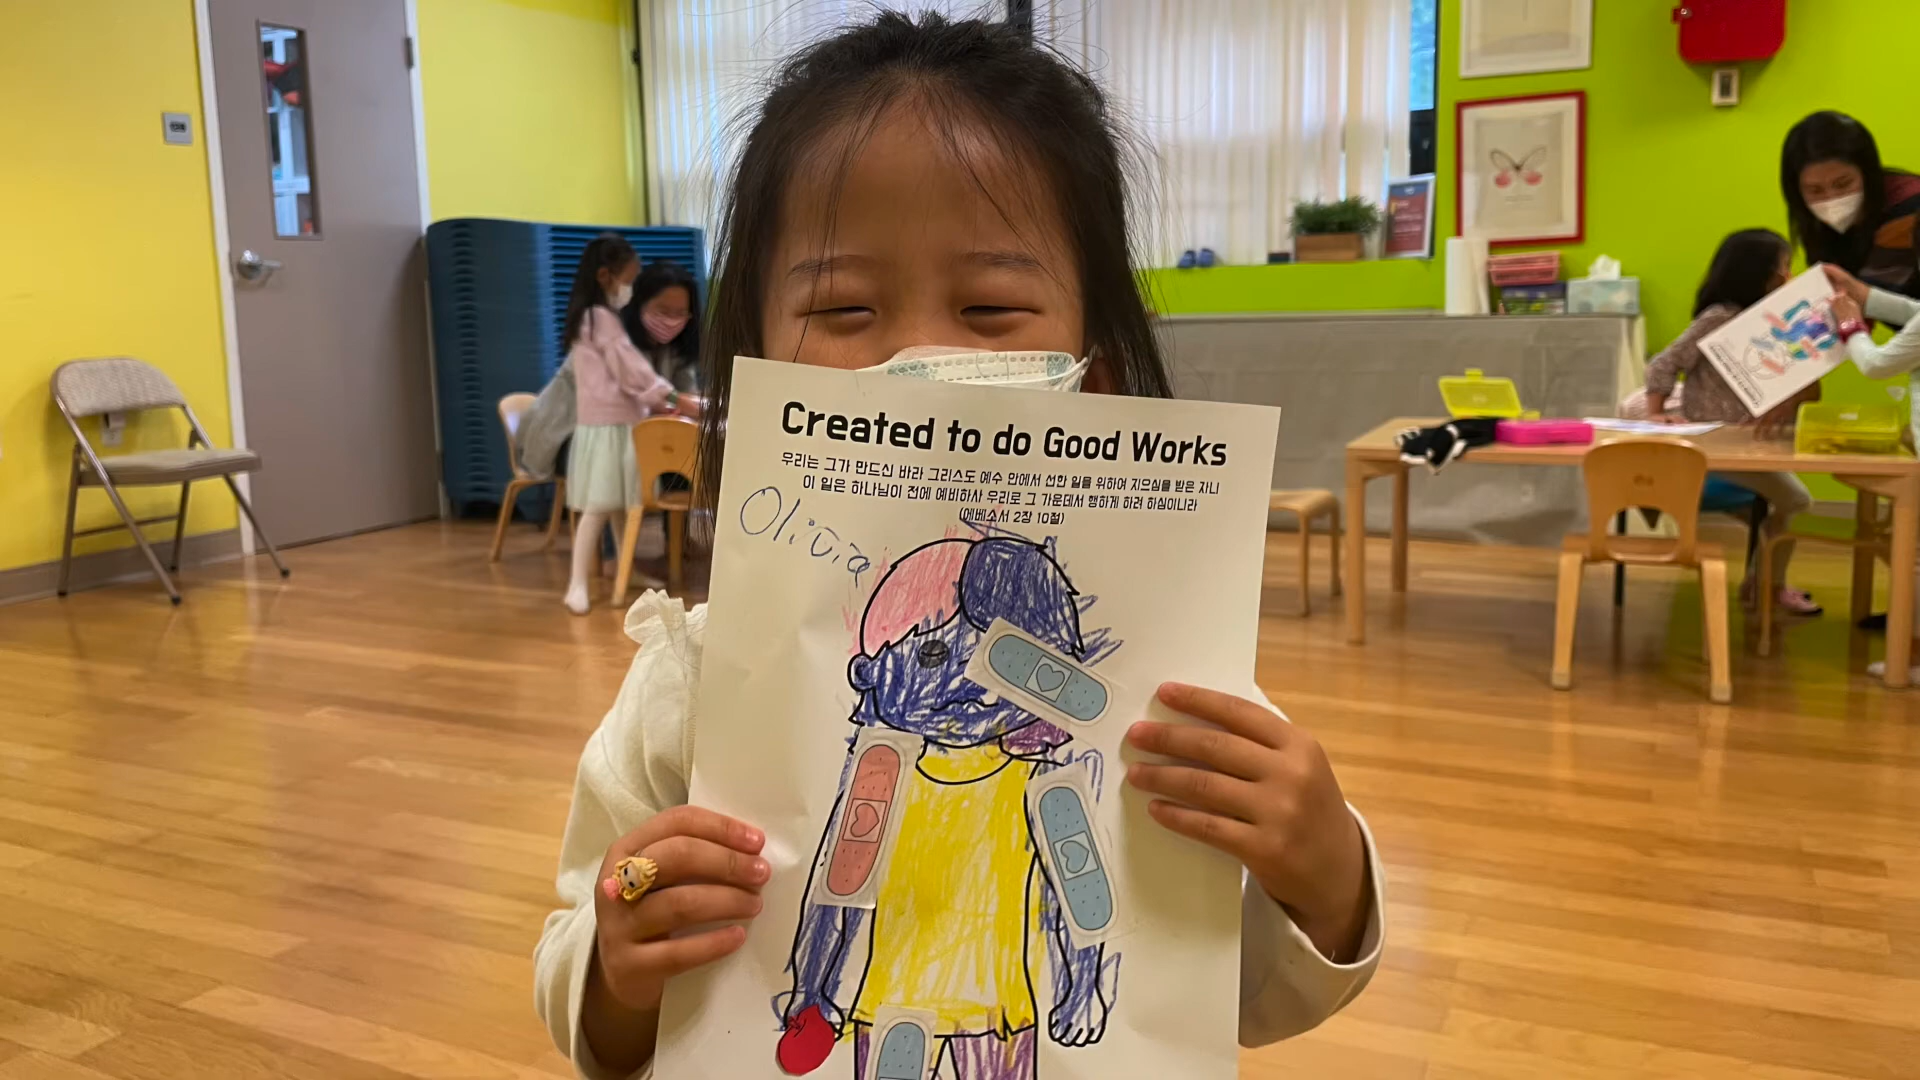 Created to do Good Works
우리는 그가 만드신 바라 그리스도 예수 안에서 선한 일을 위하여 지으심을 받은 자니
이 일은 하나님이 전에 예비하사 우리로 그 가운데서 행하게 하려 하심이니라
(에베소서 2장 10절)
Olivia